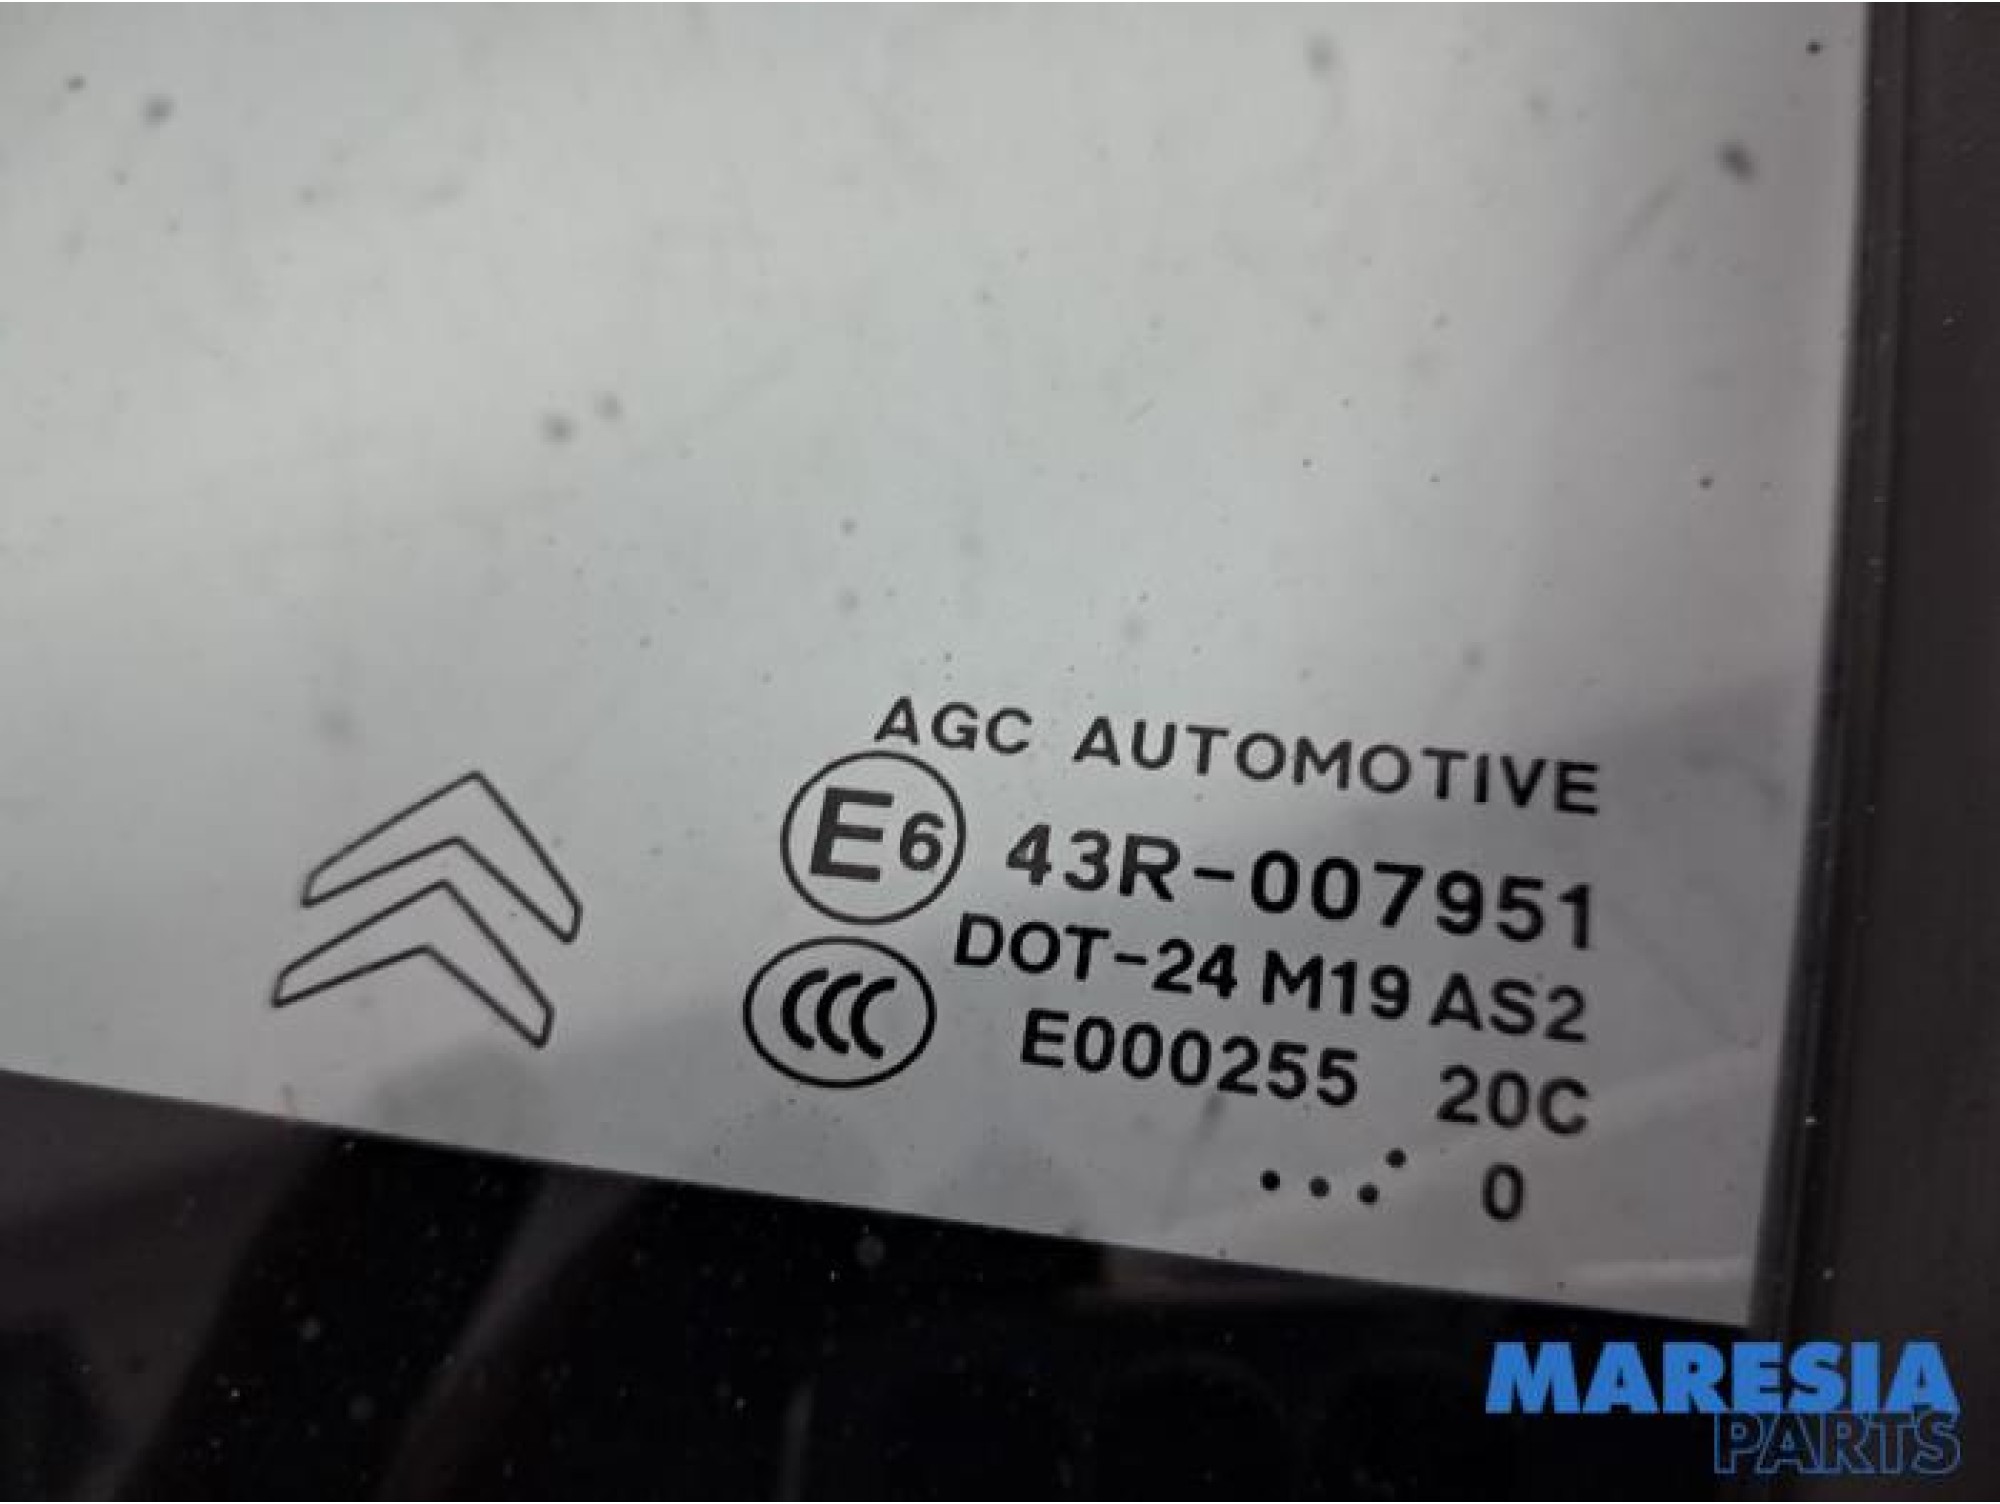 AGC AUTOMOTIVE
E6 43R-007951
DOT-24 M19 AS2
CCC E000255 20C
...· 0
MARESIA
PARTS